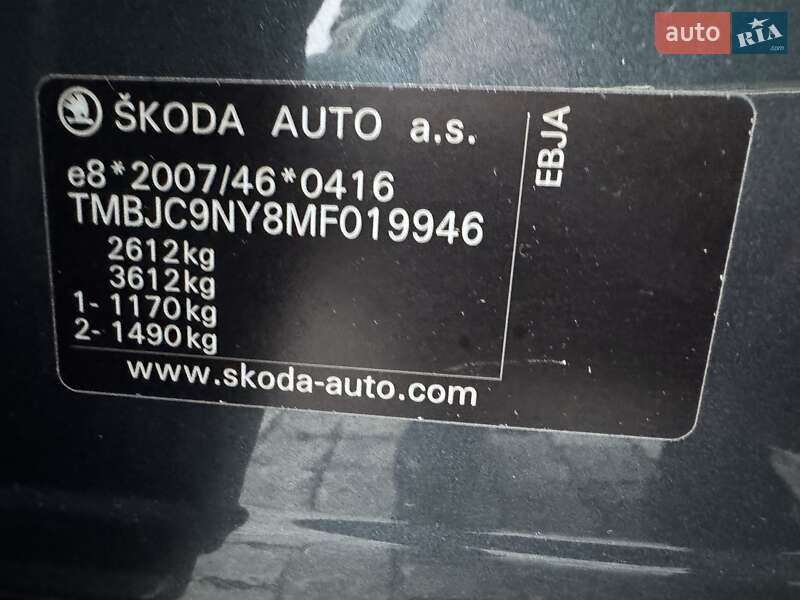 auto RIA.com
ŠKODA AUTO a.s.
EBJA
e8*2007/46*0416
TMBJC9NY8MF019946
2612kg
3612kg
1- 1170kg
2- 1490kg
www.skoda-auto.com